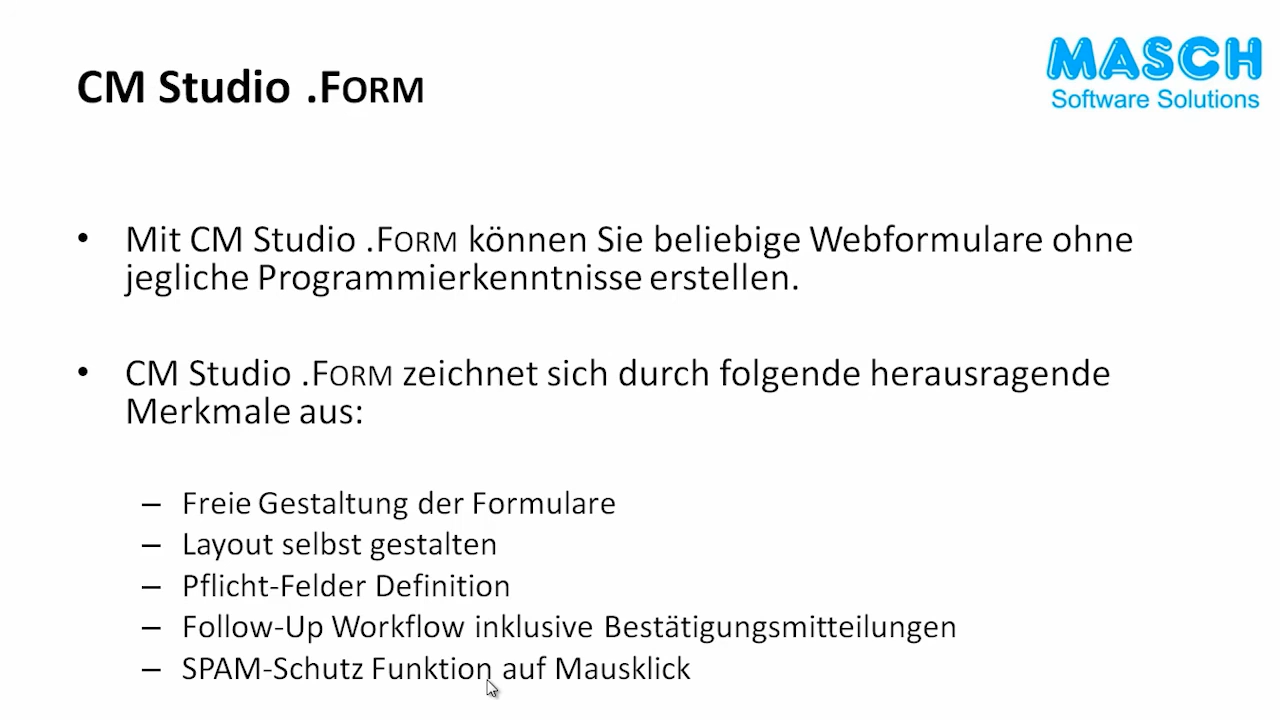 CM Studio .FORM
MASCH
Software Solutions
• Mit CM Studio .FORM können Sie beliebige Webformulare ohne
jegliche Programmierkenntnisse erstellen.
• CM Studio .FORM zeichnet sich durch folgende herausragende
Merkmale aus:
– Freie Gestaltung der Formulare
– Layout selbst gestalten
– Pflicht-Felder Definition
– Follow-Up Workflow inklusive Bestätigungsmitteilungen
– SPAM-Schutz Funktion auf Mausklick